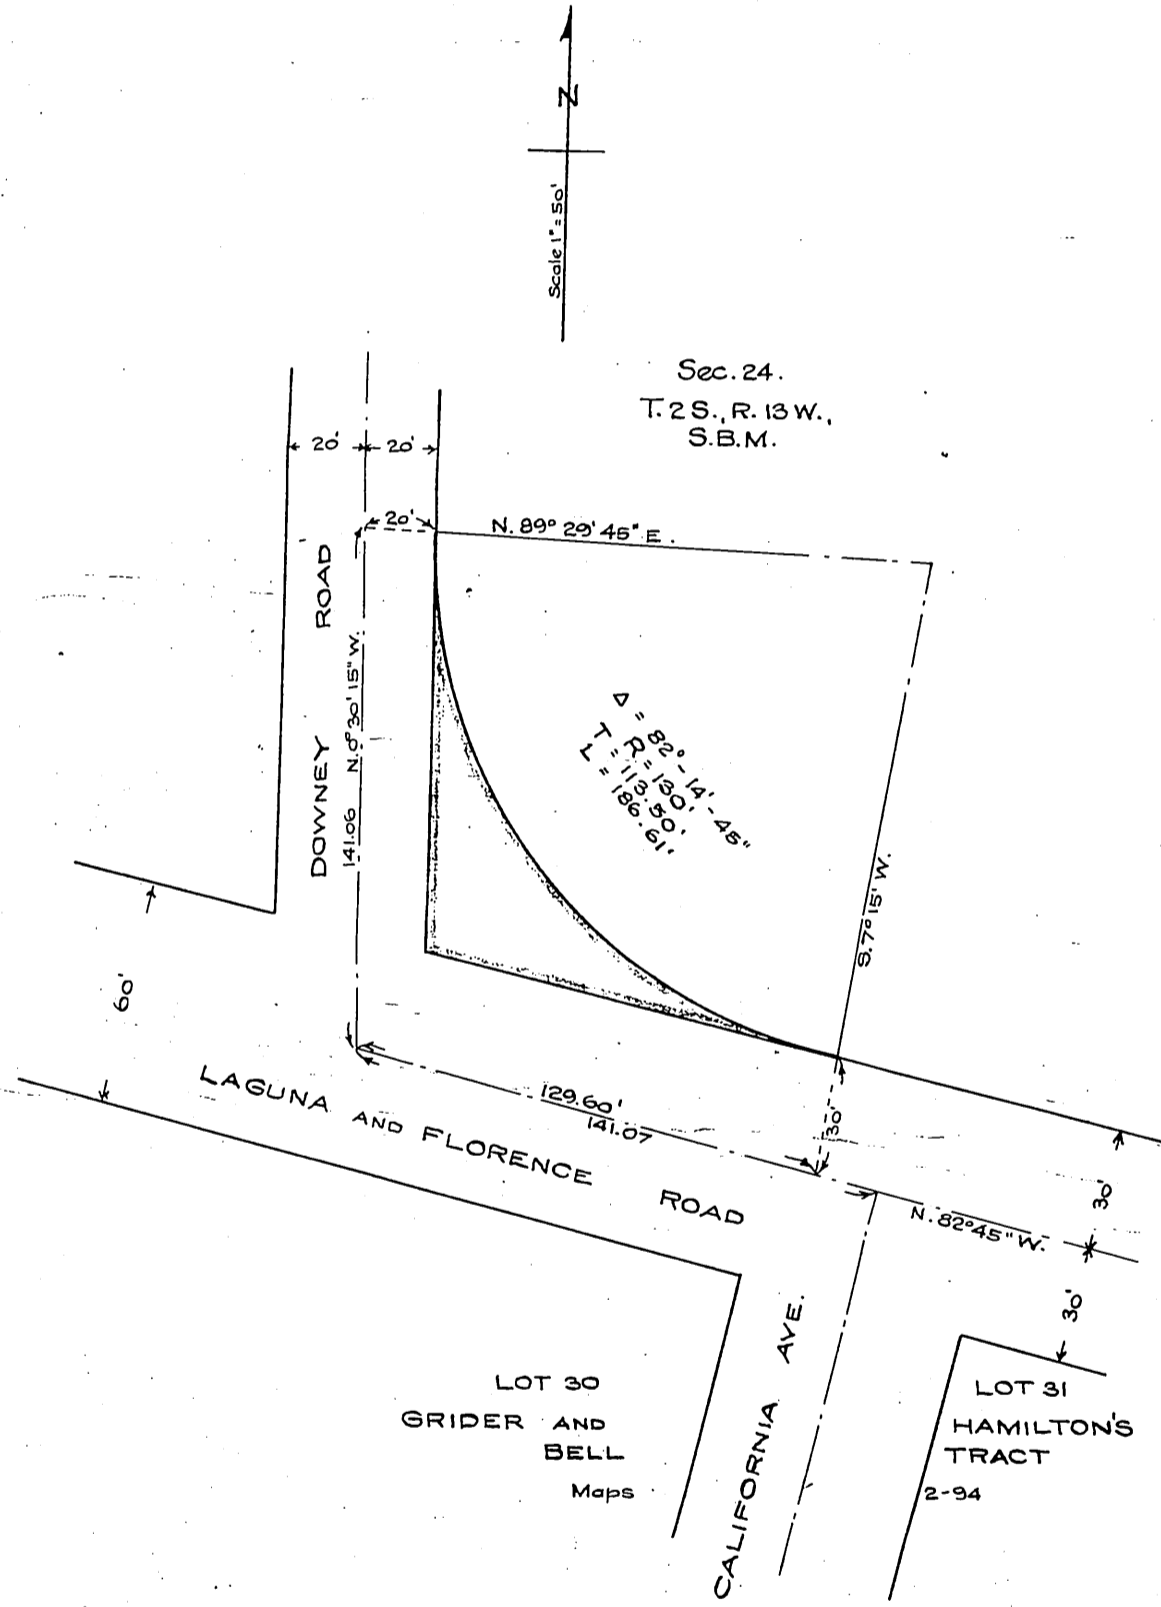 N
Scale 1" = 50'
Sec. 24.
T. 2 S., R. 13 W.,
S.B.M.
20'
20'
20'
N. 89° 29' 45" E.
DOWNEY ROAD
141.06 N. 0° 30' 15" W.
Δ = 82° - 14' - 45"
R = 130'
T = 113.50'
L = 186.61'
S. 7° 15' W.
60'
LAGUNA AND FLORENCE ROAD
129.60'
141.07
30'
30'
N. 82° 45" W.
30'
CALIFORNIA AVE.
LOT 30
GRIDER AND
BELL
Maps
LOT 31
HAMILTON'S
TRACT
2-94